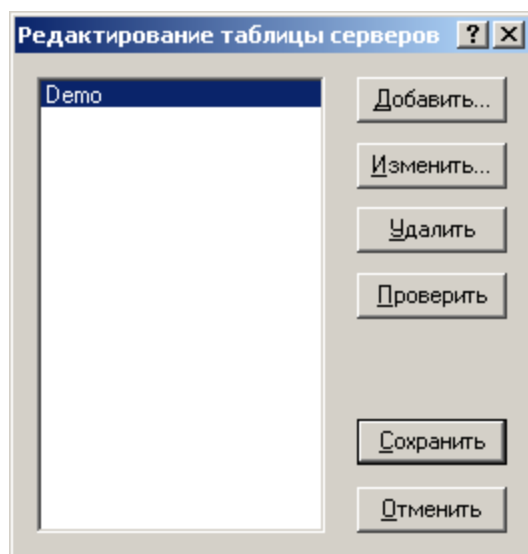 Редактирование таблицы серверов
Demo
Добавить...
Изменить...
Удалить
Проверить
Сохранить
Отменить